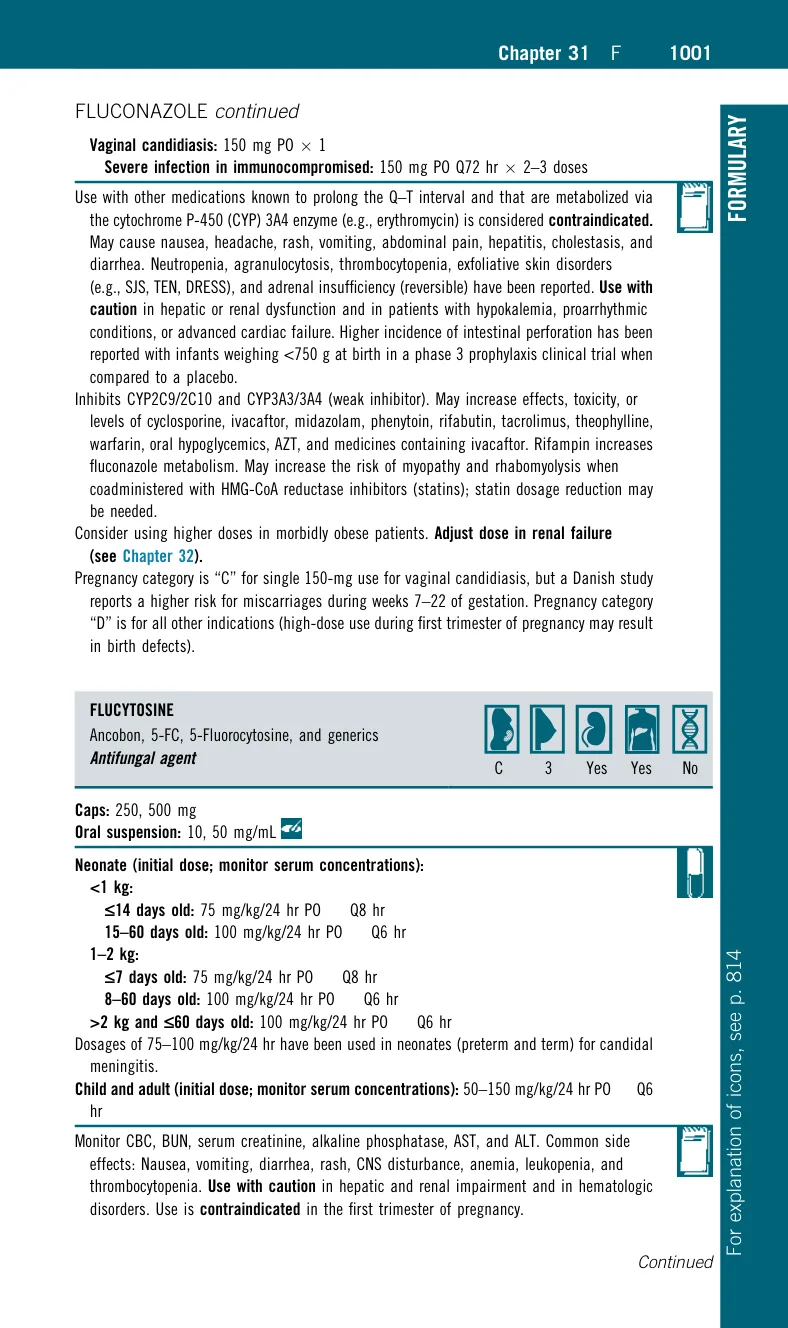 Chapter 31 F 1001
FLUCONAZOLE continued
Vaginal candidiasis: 150 mg PO × 1
Severe infection in immunocompromised: 150 mg PO Q72 hr × 2–3 doses
Use with other medications known to prolong the Q–T interval and that are metabolized via
the cytochrome P-450 (CYP) 3A4 enzyme (e.g., erythromycin) is considered contraindicated.
May cause nausea, headache, rash, vomiting, abdominal pain, hepatitis, cholestasis, and
diarrhea. Neutropenia, agranulocytosis, thrombocytopenia, exfoliative skin disorders
(e.g., SJS, TEN, DRESS), and adrenal insufficiency (reversible) have been reported. Use with
caution in hepatic or renal dysfunction and in patients with hypokalemia, proarrhythmic
conditions, or advanced cardiac failure. Higher incidence of intestinal perforation has been
reported with infants weighing <750 g at birth in a phase 3 prophylaxis clinical trial when
compared to a placebo.
Inhibits CYP2C9/2C10 and CYP3A3/3A4 (weak inhibitor). May increase effects, toxicity, or
levels of cyclosporine, ivacaftor, midazolam, phenytoin, rifabutin, tacrolimus, theophylline,
warfarin, oral hypoglycemics, AZT, and medicines containing ivacaftor. Rifampin increases
fluconazole metabolism. May increase the risk of myopathy and rhabomyolysis when
coadministered with HMG-CoA reductase inhibitors (statins); statin dosage reduction may
be needed.
Consider using higher doses in morbidly obese patients. Adjust dose in renal failure
(see Chapter 32).
Pregnancy category is “C” for single 150-mg use for vaginal candidiasis, but a Danish study
reports a higher risk for miscarriages during weeks 7–22 of gestation. Pregnancy category
“D” is for all other indications (high-dose use during first trimester of pregnancy may result
in birth defects).
FLUCYTOSINE
Ancobon, 5-FC, 5-Fluorocytosine, and generics
Antifungal agent
C 3 Yes Yes No
Caps: 250, 500 mg
Oral suspension: 10, 50 mg/mL
Neonate (initial dose; monitor serum concentrations):
<1 kg:
≤14 days old: 75 mg/kg/24 hr PO Q8 hr
15–60 days old: 100 mg/kg/24 hr PO Q6 hr
1–2 kg:
≤7 days old: 75 mg/kg/24 hr PO Q8 hr
8–60 days old: 100 mg/kg/24 hr PO Q6 hr
>2 kg and ≤60 days old: 100 mg/kg/24 hr PO Q6 hr
Dosages of 75–100 mg/kg/24 hr have been used in neonates (preterm and term) for candidal
meningitis.
Child and adult (initial dose; monitor serum concentrations): 50–150 mg/kg/24 hr PO Q6
hr
Monitor CBC, BUN, serum creatinine, alkaline phosphatase, AST, and ALT. Common side
effects: Nausea, vomiting, diarrhea, rash, CNS disturbance, anemia, leukopenia, and
thrombocytopenia. Use with caution in hepatic and renal impairment and in hematologic
disorders. Use is contraindicated in the first trimester of pregnancy.
Continued
FORMULARY
For explanation of icons, see p. 814